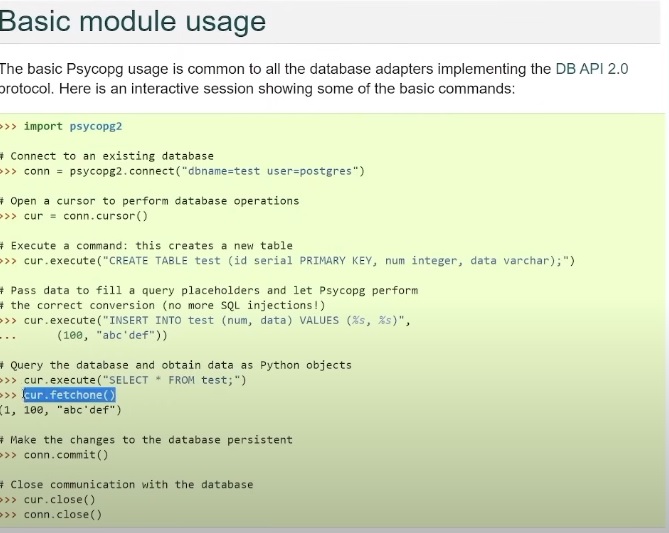 Basic module usage
The basic Psycopg usage is common to all the database adapters implementing the DB API 2.0
protocol. Here is an interactive session showing some of the basic commands:
>>> import psycopg2
# Connect to an existing database
>>> conn = psycopg2.connect("dbname=test user=postgres")
# Open a cursor to perform database operations
>>> cur = conn.cursor()
# Execute a command: this creates a new table
>>> cur.execute("CREATE TABLE test (id serial PRIMARY KEY, num integer, data varchar);")
# Pass data to fill a query placeholders and let Psycopg perform
# the correct conversion (no more SQL injections!)
>>> cur.execute("INSERT INTO test (num, data) VALUES (%s, %s)",
...      (100, "abc'def"))
# Query the database and obtain data as Python objects
>>> cur.execute("SELECT * FROM test;")
>>> cur.fetchone()
(1, 100, "abc'def")
# Make the changes to the database persistent
>>> conn.commit()
# Close communication with the database
>>> cur.close()
>>> conn.close()